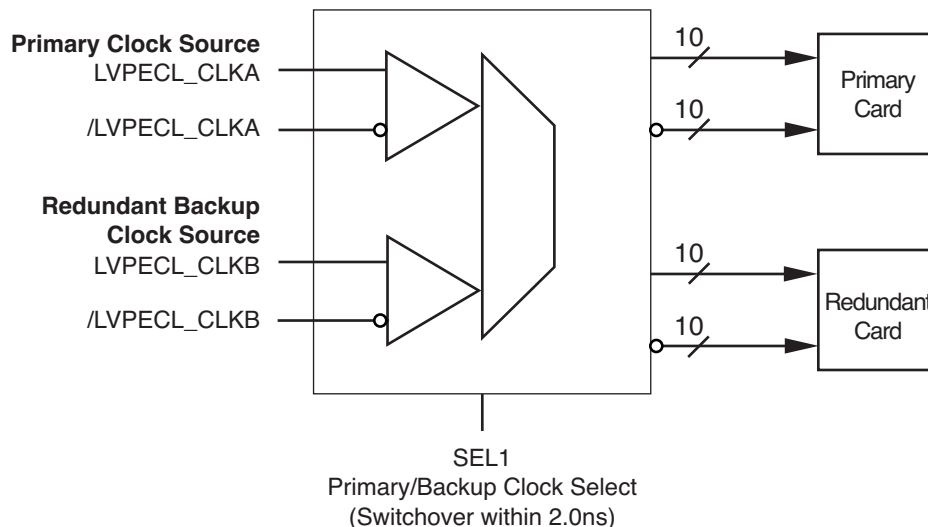 Primary Clock Source
LVPECL_CLKA
/LVPECL_CLKA
Redundant Backup
Clock Source
LVPECL_CLKB
/LVPECL_CLKB
10
10
Primary
Card
10
10
Redundant
Card
SEL1
Primary/Backup Clock Select
(Switchover within 2.0ns)